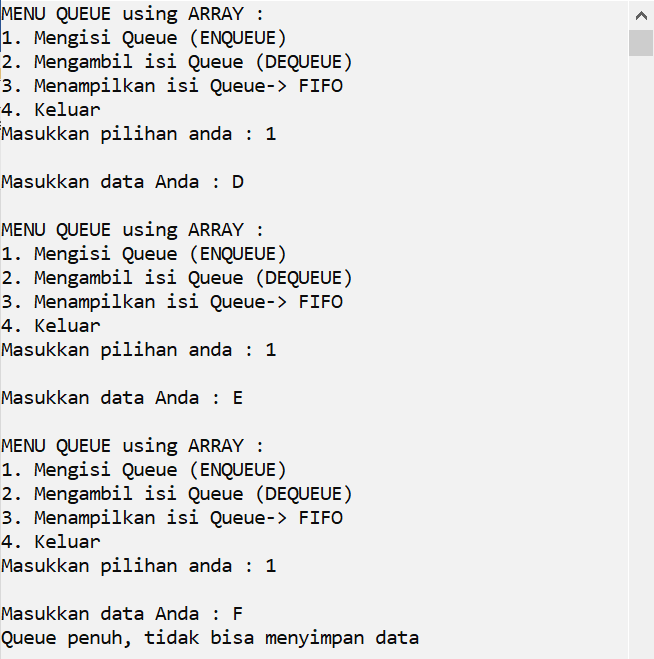 MENU QUEUE using ARRAY :
1. Mengisi Queue (ENQUEUE)
2. Mengambil isi Queue (DEQUEUE)
3. Menampilkan isi Queue-> FIFO
4. Keluar
Masukkan pilihan anda : 1
Masukkan data Anda : D
MENU QUEUE using ARRAY :
1. Mengisi Queue (ENQUEUE)
2. Mengambil isi Queue (DEQUEUE)
3. Menampilkan isi Queue-> FIFO
4. Keluar
Masukkan pilihan anda : 1
Masukkan data Anda : E
MENU QUEUE using ARRAY :
1. Mengisi Queue (ENQUEUE)
2. Mengambil isi Queue (DEQUEUE)
3. Menampilkan isi Queue-> FIFO
4. Keluar
Masukkan pilihan anda : 1
Masukkan data Anda : F
Queue penuh, tidak bisa menyimpan data